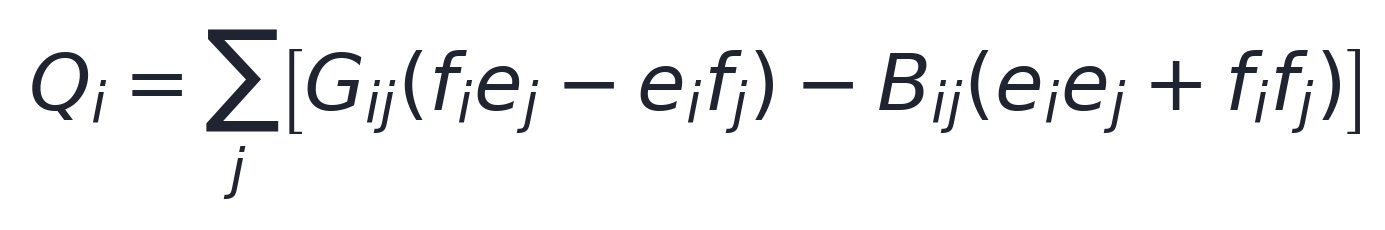 Q_i = \sum_j [G_{ij}(f_i e_j − e_i f_j) − B_{ij}(e_i e_j + f_i f_j)]